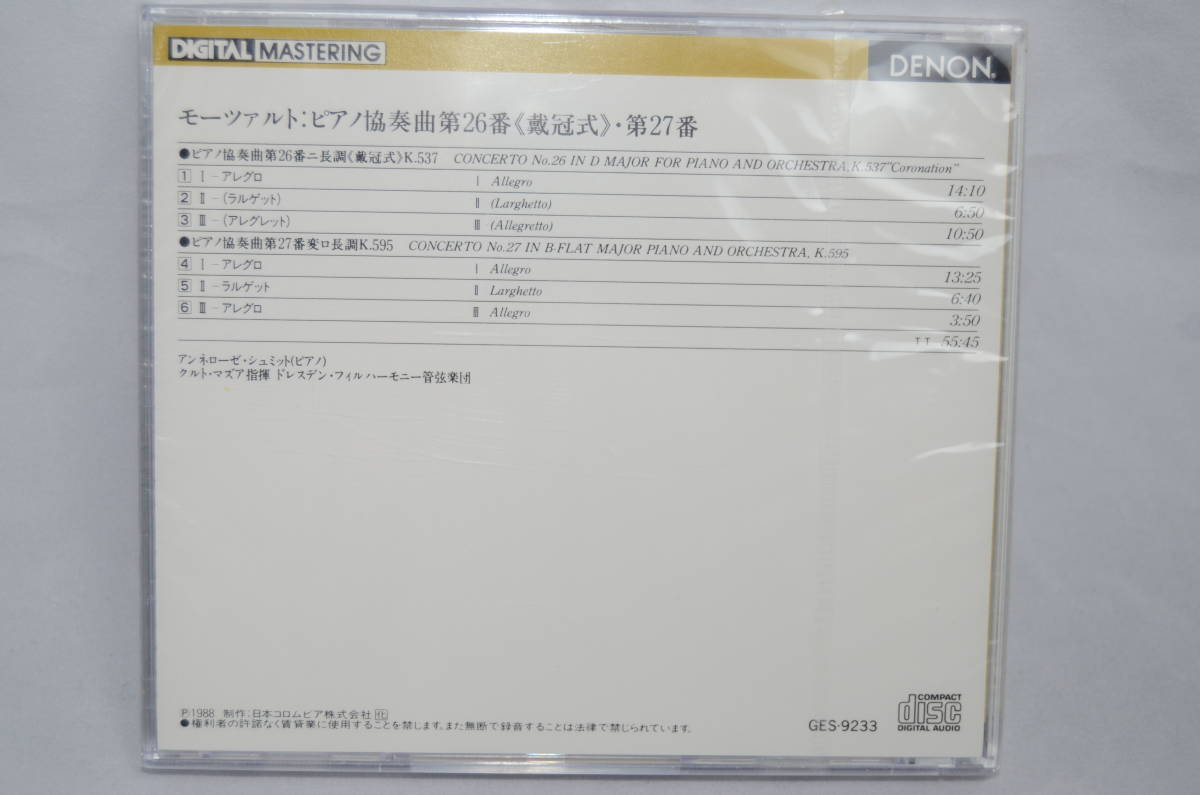 DIGITAL MASTERING
DENON®
モーツァルト:ピアノ協奏曲第26番《戴冠式》・第27番
●ピアノ協奏曲第26番ニ長調《戴冠式》K.537 CONCERTO No.26 IN D MAJOR FOR PIANO AND ORCHESTRA, K.537"Coronation"
1 Ⅰ-アレグロ Ⅰ Allegro 14:10
2 Ⅱ-(ラルゲット) Ⅱ (Larghetto) 6:50
3 Ⅲ-(アレグレット) Ⅲ (Allegretto) 10:50
●ピアノ協奏曲第27番変ロ長調K.595 CONCERTO No.27 IN B-FLAT MAJOR PIANO AND ORCHESTRA, K.595
4 Ⅰ-アレグロ Ⅰ Allegro 13:25
5 Ⅱ-ラルゲット Ⅱ Larghetto 6:40
6 Ⅲ-アレグロ Ⅲ Allegro 3:50
TT 55:45
アンネローゼ・シュミット(ピアノ)
クルト・マズア指揮 ドレスデン・フィルハーモニー管弦楽団
Ⓟ1988 制作:日本コロムビア株式会社
●権利者の許諾なく賃貸業に使用することを禁じます。また無断で録音することは法律で禁じられています。
GES-9233
COMPACT
disc
DIGITAL AUDIO